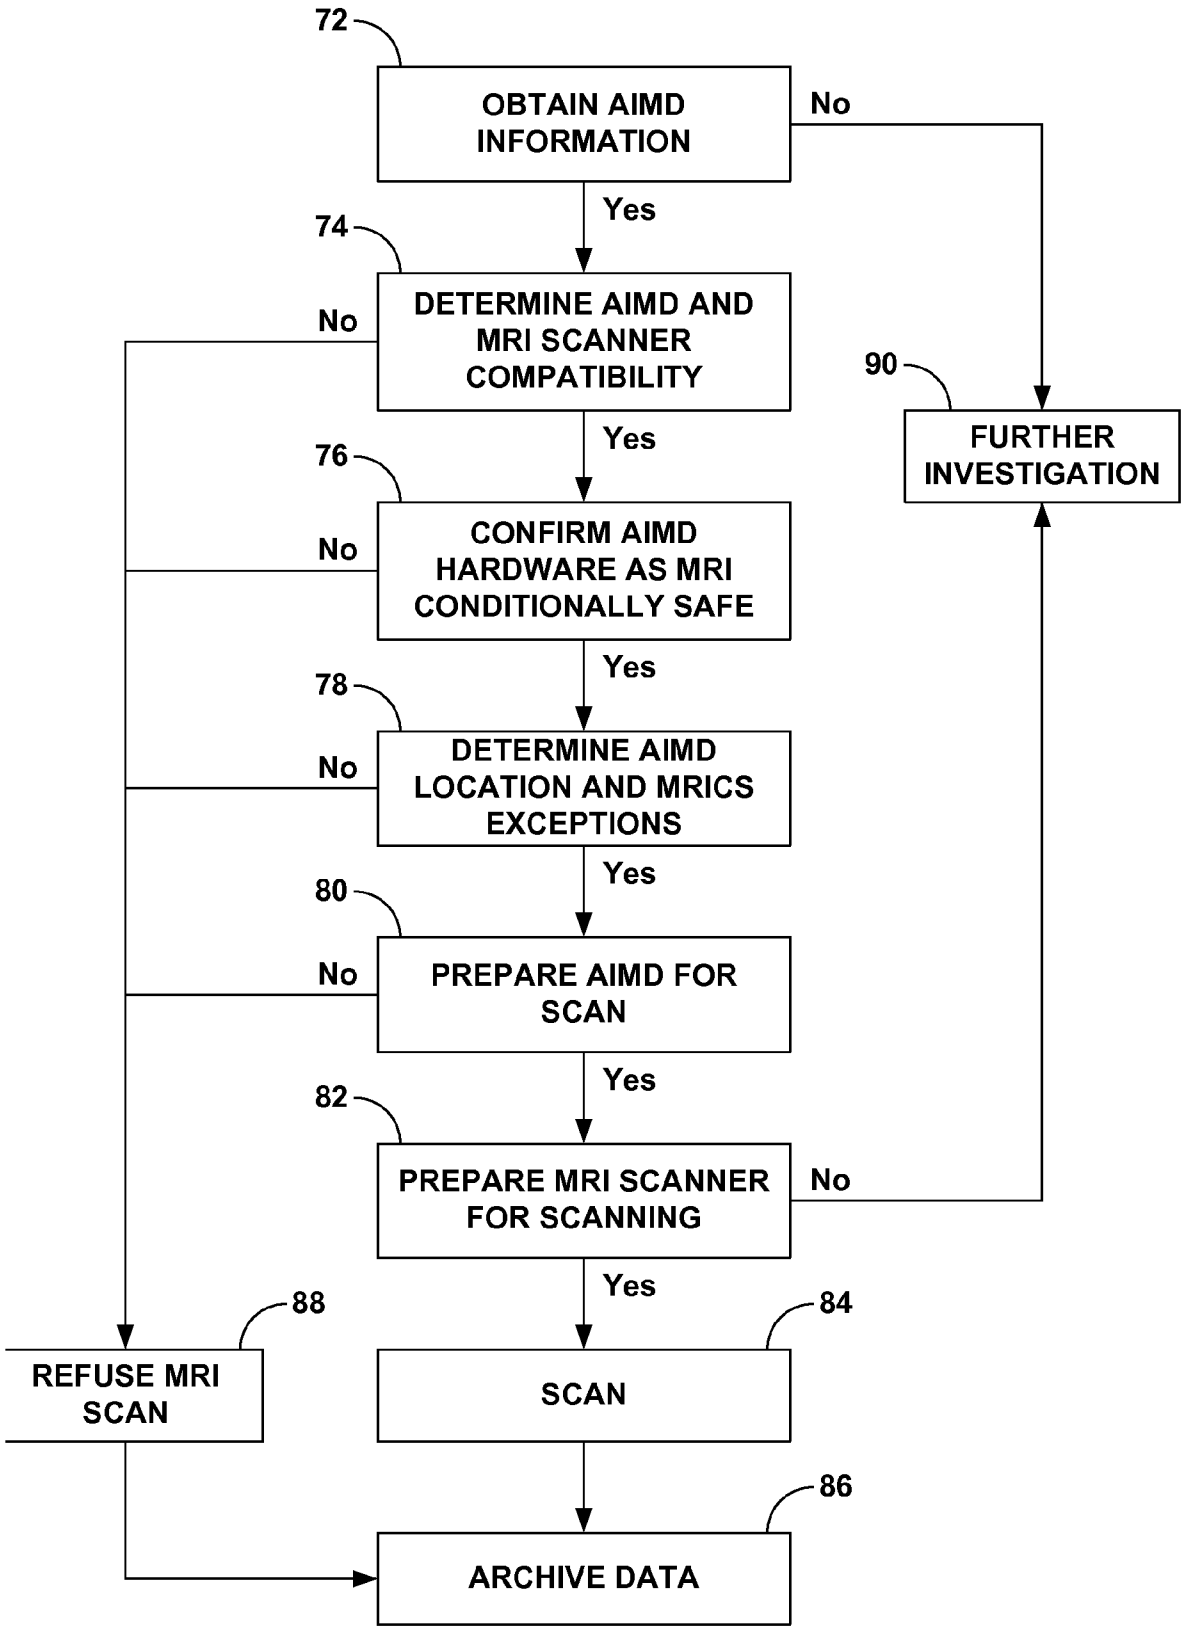 72
OBTAIN AIMD
INFORMATION
No
Yes
74
DETERMINE AIMD AND
MRI SCANNER
COMPATIBILITY
No
Yes
90
FURTHER
INVESTIGATION
76
CONFIRM AIMD
HARDWARE AS MRI
CONDITIONALLY SAFE
No
Yes
78
DETERMINE AIMD
LOCATION AND MRICS
EXCEPTIONS
No
Yes
80
PREPARE AIMD FOR
SCAN
No
Yes
82
PREPARE MRI SCANNER
FOR SCANNING
No
Yes
88
REFUSE MRI
SCAN
84
SCAN
86
ARCHIVE DATA